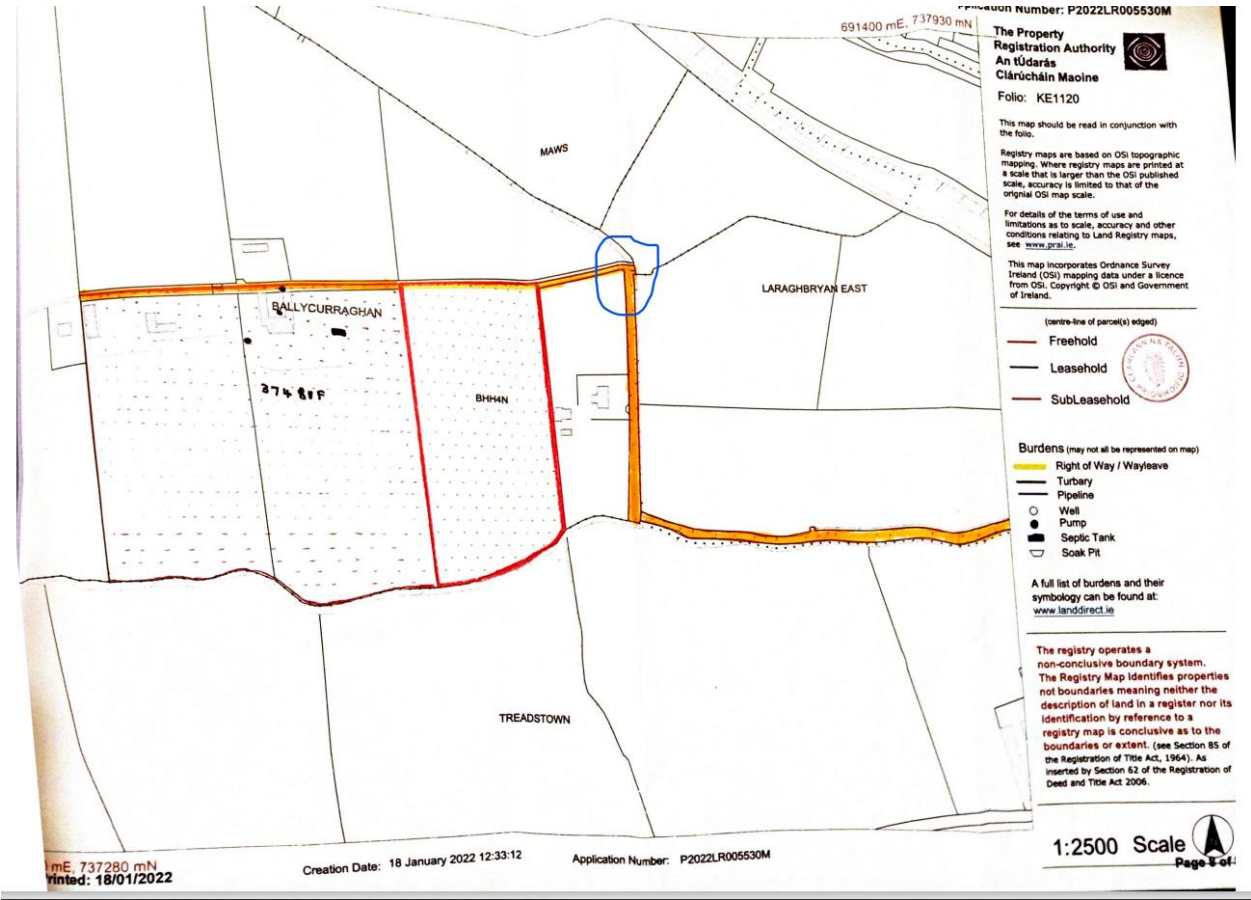 Application Number: P2022LR005530M
691400 mE, 737930 mN
The Property
Registration Authority
An tÚdarás
Clárúcháin Maoine
Folio: KE1120
This map should be read in conjunction with
the folio.
Registry maps are based on OSi topographic
mapping. Where registry maps are printed at
a scale that is larger than the OSi published
scale, accuracy is limited to that of the
orignial OSi map scale.
For details of the terms of use and
limitations as to scale, accuracy and other
conditions relating to Land Registry maps,
see www.prai.ie.
This map incorporates Ordnance Survey
Ireland (OSi) mapping data under a licence
from OSi. Copyright © OSi and Government
of Ireland.
(centre-line of parcel(s) edged)
Freehold
Leasehold
SubLeasehold
Burdens (may not all be represented on map)
Right of Way / Wayleave
Turbary
Pipeline
Well
Pump
Septic Tank
Soak Pit
A full list of burdens and their
symbology can be found at:
www.landdirect.ie
The registry operates a
non-conclusive boundary system.
The Registry Map identifies properties
not boundaries meaning neither the
description of land in a register nor its
identification by reference to a
registry map is conclusive as to the
boundaries or extent. (see Section 85 of
the Registration of Title Act, 1964). As
inserted by Section 62 of the Registration of
Deed and Title Act 2006.
1:2500 Scale
Page of
MAWS
LARAGHBRYAN EAST
BALLYCURRAGHAN
BHH4N
TREADSTOWN
mE, 737280 mN
Printed: 18/01/2022
Creation Date: 18 January 2022 12:33:12
Application Number: P2022LR005530M